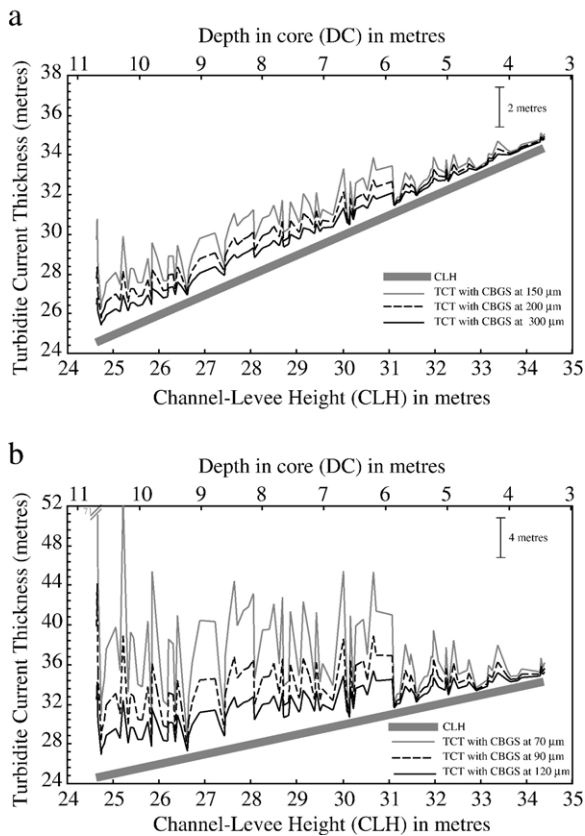 a
Depth in core (DC) in metres
11 10 9 8 7 6 5 4 3
Turbidite Current Thickness (metres)
38
36
34
32
30
28
26
24
2 metres
CLH
TCT with CBGS at 150 μm
TCT with CBGS at 200 μm
TCT with CBGS at 300 μm
24 25 26 27 28 29 30 31 32 33 34 35
Channel-Levee Height (CLH) in metres
b
Depth in core (DC) in metres
11 10 9 8 7 6 5 4 3
Turbidite Current Thickness (metres)
52
48
44
40
36
32
28
24
4 metres
CLH
TCT with CBGS at 70 μm
TCT with CBGS at 90 μm
TCT with CBGS at 120 μm
24 25 26 27 28 29 30 31 32 33 34 35
Channel-Levee Height (CLH) in metres